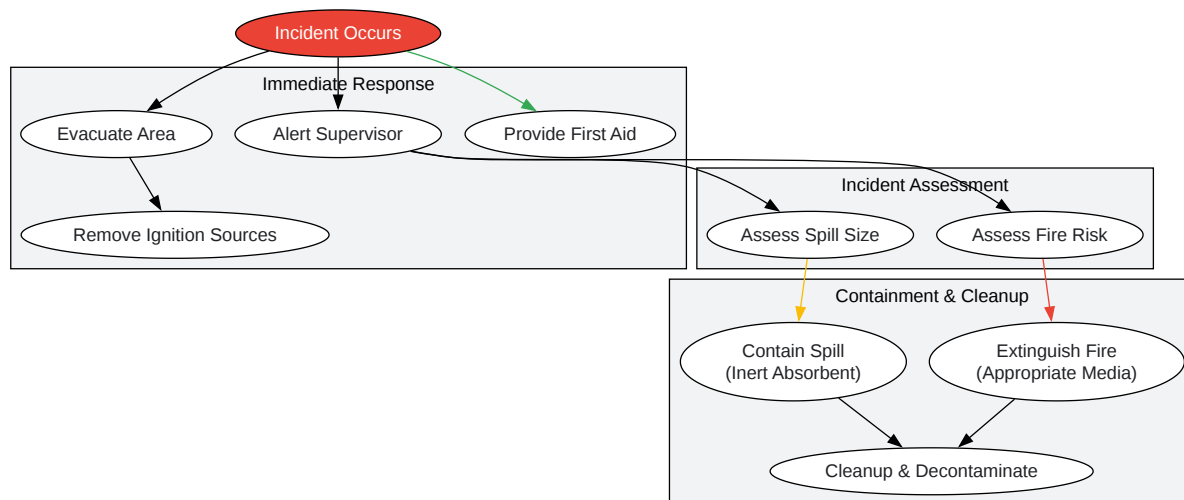 Incident Occurs
Immediate Response
Evacuate Area
Alert Supervisor
Provide First Aid
Remove Ignition Sources
Incident Assessment
Assess Spill Size
Assess Fire Risk
Containment & Cleanup
Contain Spill
(Inert Absorbent)
Extinguish Fire
(Appropriate Media)
Cleanup & Decontaminate